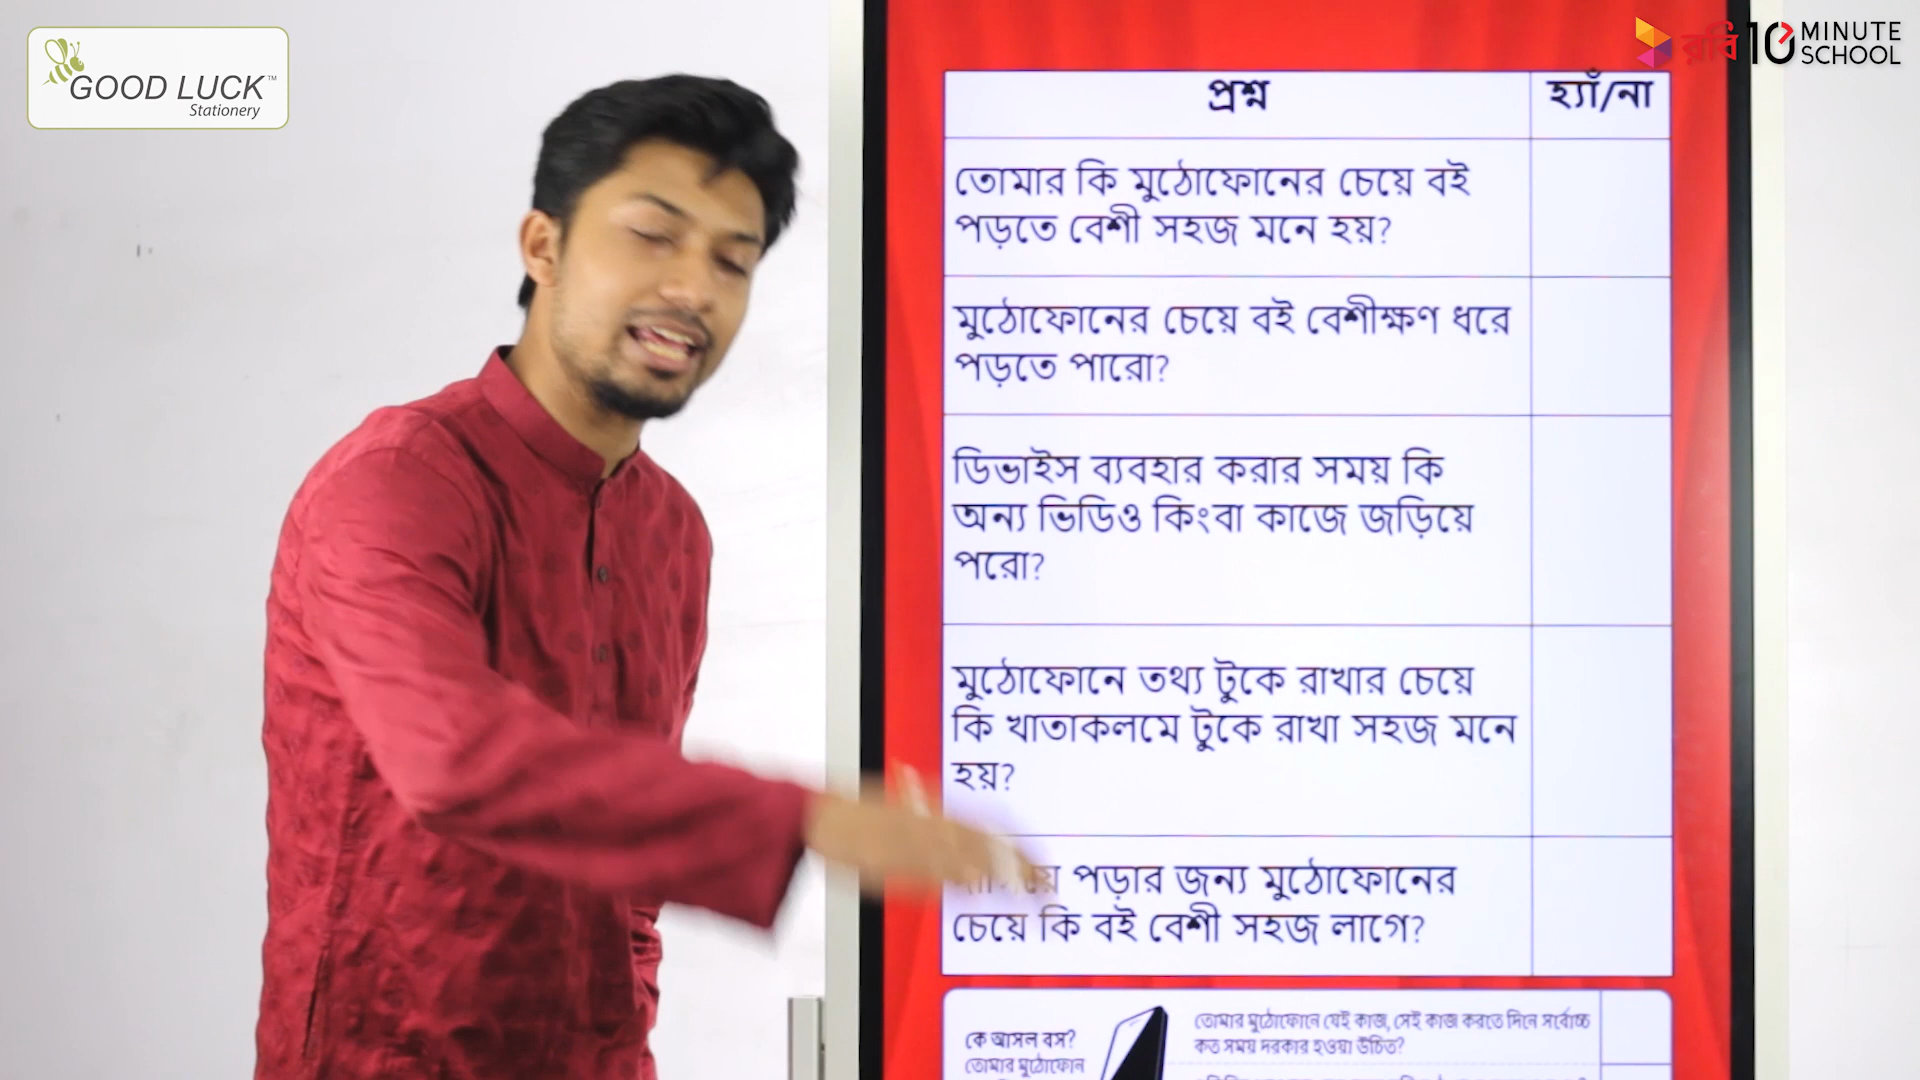 GOOD LUCK™
Stationery
রবি 10 MINUTE SCHOOL
প্রশ্ন
হ্যাঁ/না
তোমার কি মুঠোফোনের চেয়ে বই
পড়তে বেশী সহজ মনে হয়?
মুঠোফোনের চেয়ে বই বেশীক্ষণ ধরে
পড়তে পারো?
ডিভাইস ব্যবহার করার সময় কি
অন্য ভিডিও কিংবা কাজে জড়িয়ে
পরো?
মুঠোফোনে তথ্য টুকে রাখার চেয়ে
কি খাতাকলমে টুকে রাখা সহজ মনে
হয়?
পড়ার জন্য মুঠোফোনের
চেয়ে কি বই বেশী সহজ লাগে?
কে আসল বস?
তোমার মুঠোফোন
তোমার মুঠোফোনে যেই কাজ, সেই কাজ করতে দিনে সর্বোচ্চ
কত সময় দরকার হওয়া উচিত?